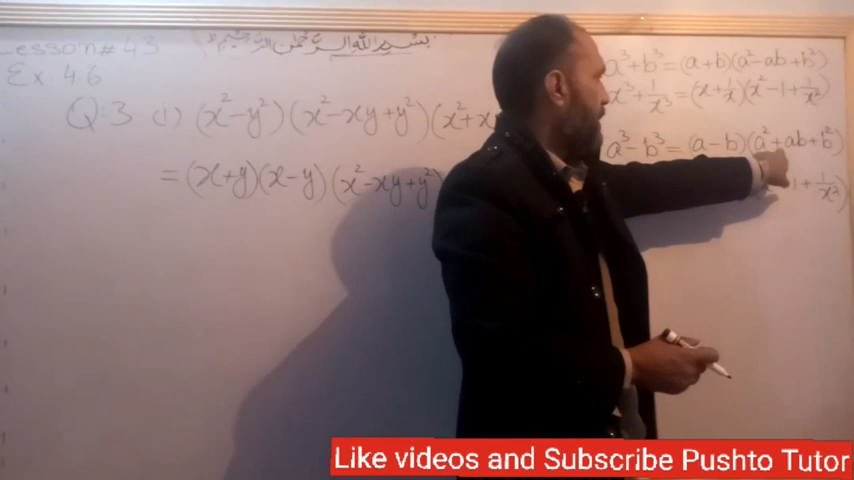 Lesson # 43
بسم الله الرحمن الرحیم
Ex 4.6
Q:3 (i) (x²-y²)(x²-xy+y²)(x²+x
=(x+y)(x-y)(x²-xy+y²)
a³+b³=(a+b)(a²-ab+b²)
x³+1/x³=(x+1/x)(x²-1+1/x²)
a³-b³=(a-b)(a²+ab+b²)
1+1/x²)
Like videos and Subscribe Pushto Tutor